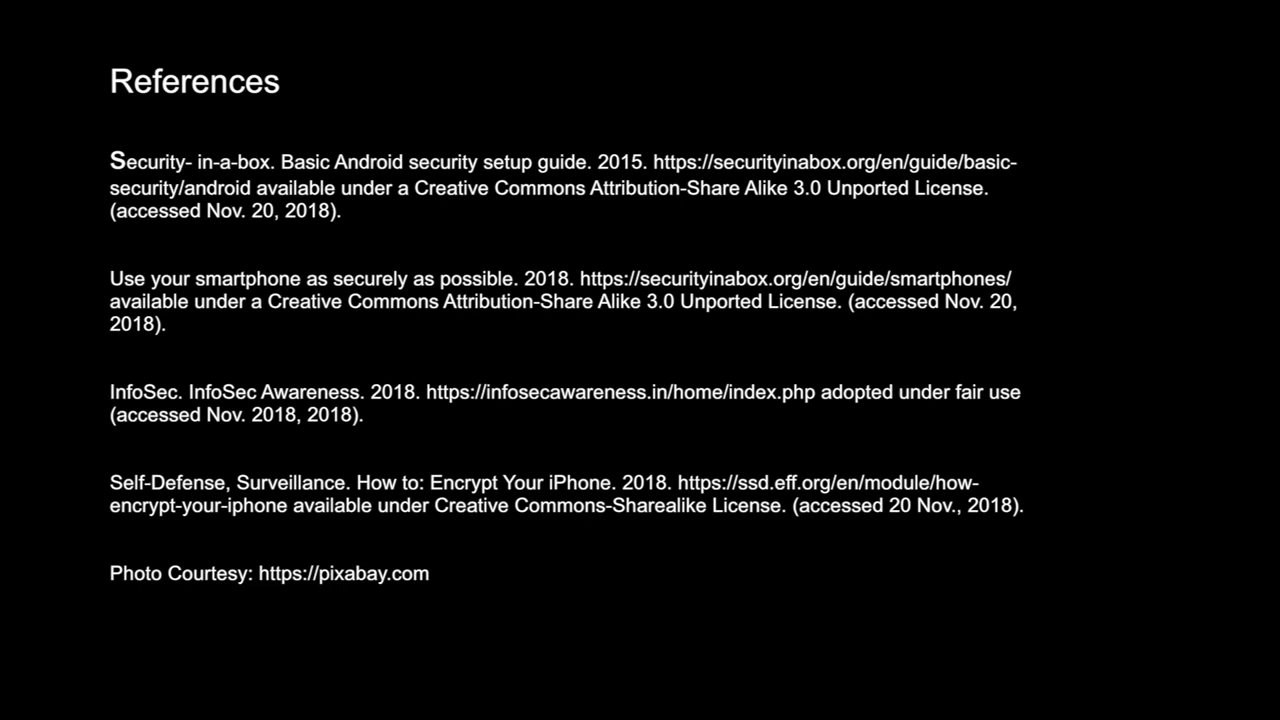 References
Security- in-a-box. Basic Android security setup guide. 2015. https://securityinabox.org/en/guide/basic-
security/android available under a Creative Commons Attribution-Share Alike 3.0 Unported License.
(accessed Nov. 20, 2018).
Use your smartphone as securely as possible. 2018. https://securityinabox.org/en/guide/smartphones/
available under a Creative Commons Attribution-Share Alike 3.0 Unported License. (accessed Nov. 20,
2018).
InfoSec. InfoSec Awareness. 2018. https://infosecawareness.in/home/index.php adopted under fair use
(accessed Nov. 2018, 2018).
Self-Defense, Surveillance. How to: Encrypt Your iPhone. 2018. https://ssd.eff.org/en/module/how-
encrypt-your-iphone available under Creative Commons-Sharealike License. (accessed 20 Nov., 2018).
Photo Courtesy: https://pixabay.com